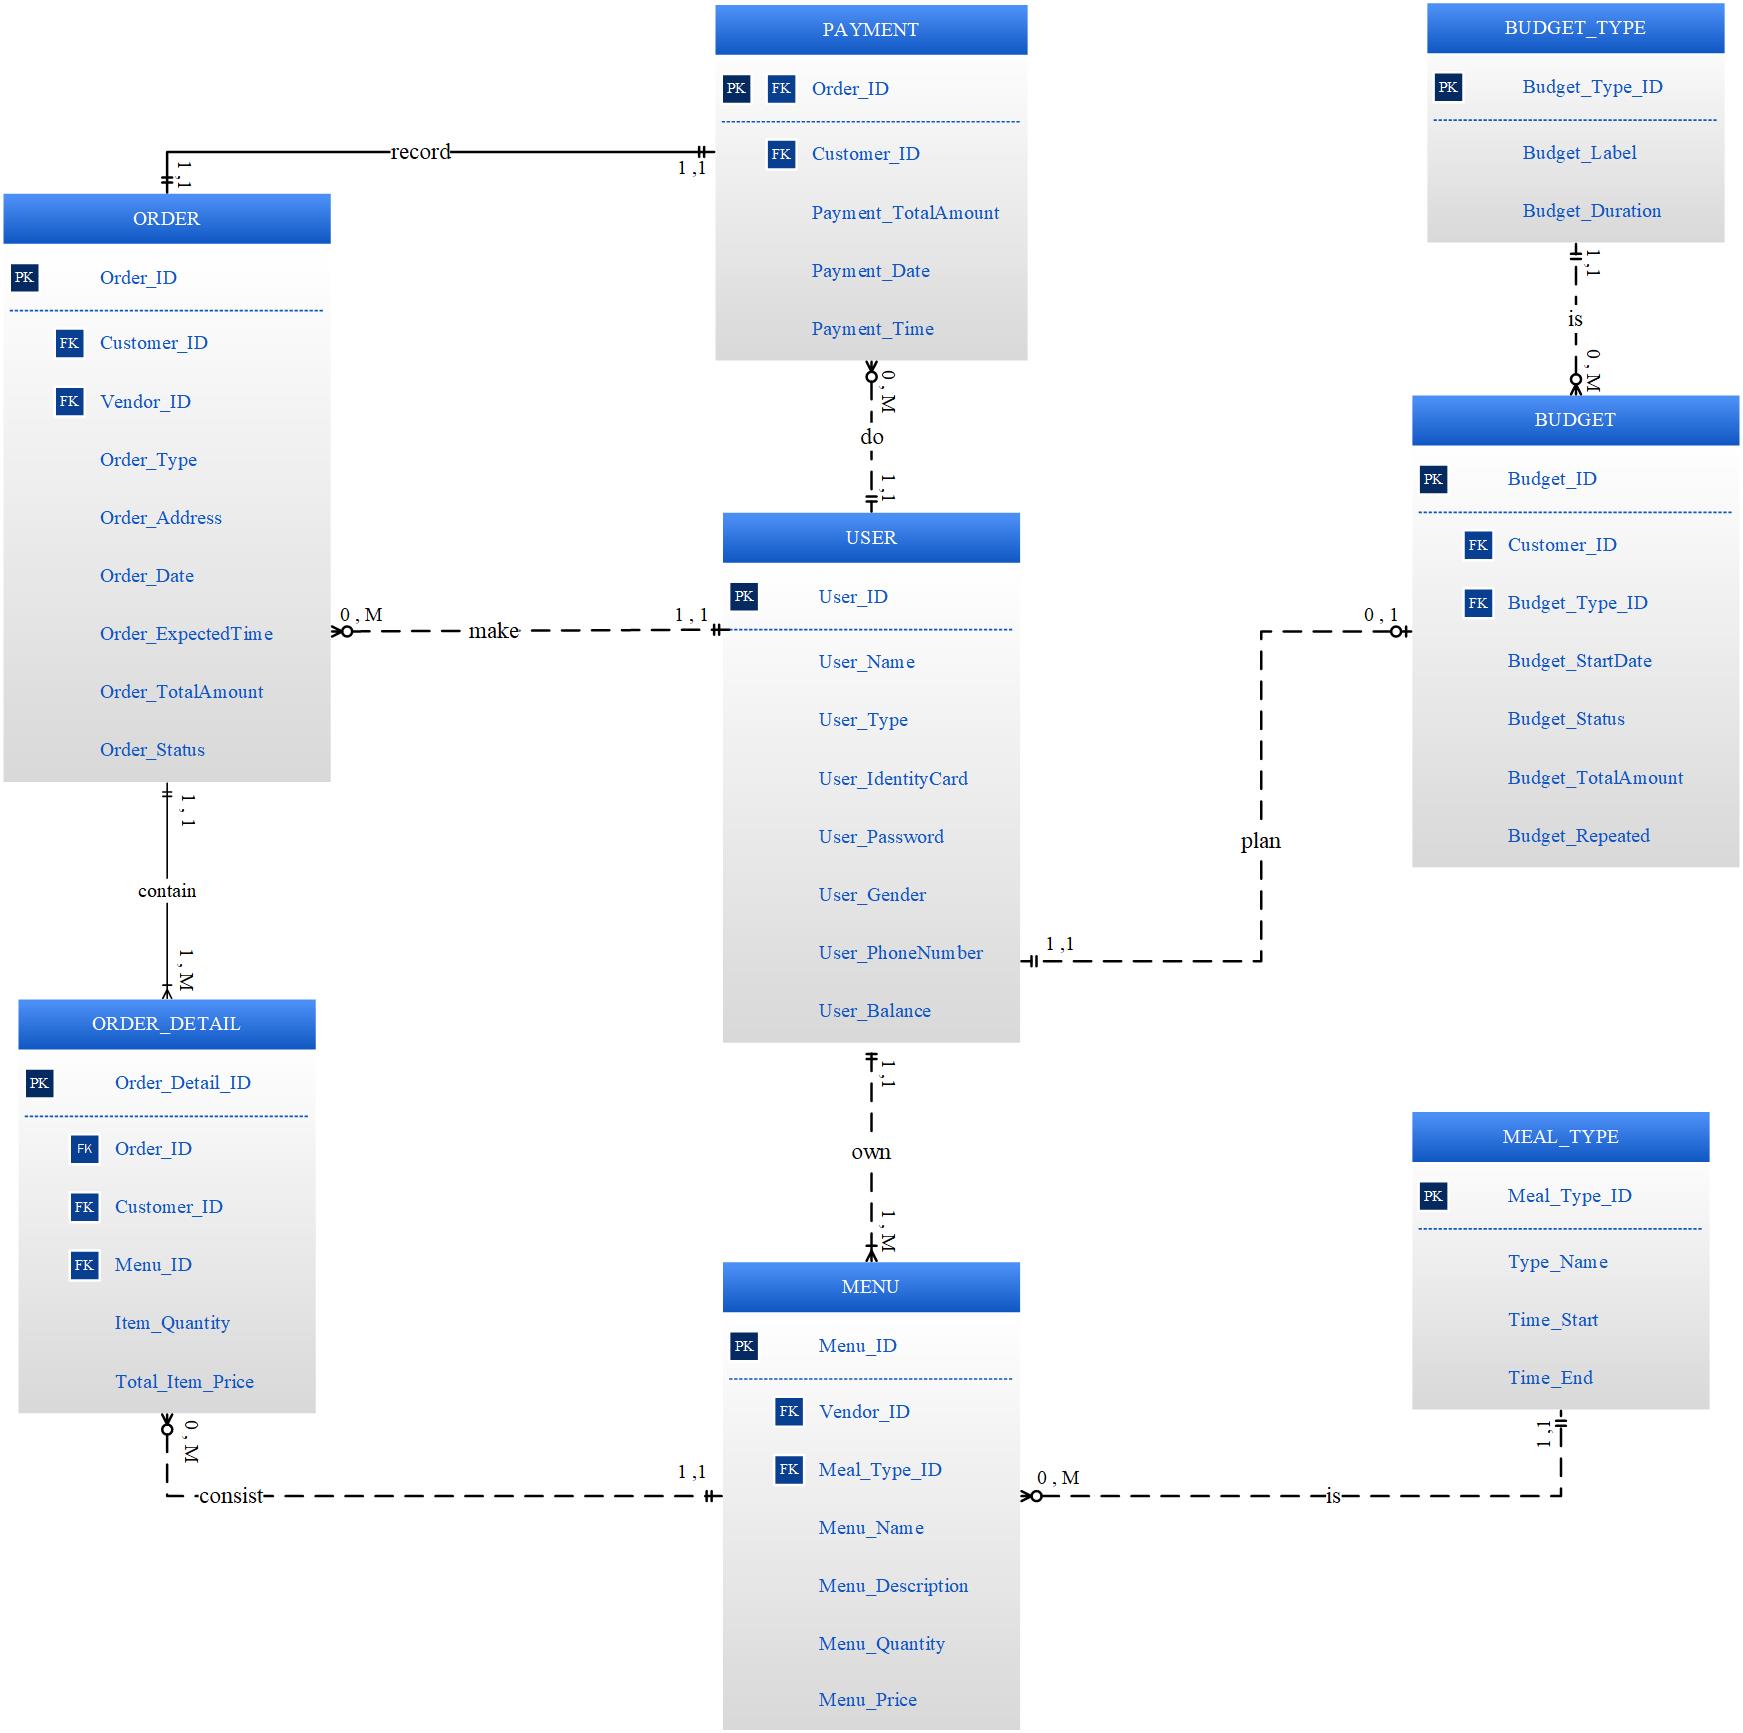 PAYMENT
PK FK Order_ID
FK Customer_ID
Payment_TotalAmount
Payment_Date
Payment_Time
BUDGET_TYPE
PK Budget_Type_ID
Budget_Label
Budget_Duration
record
1,1
1 ,1
ORDER
PK Order_ID
FK Customer_ID
FK Vendor_ID
Order_Type
Order_Address
Order_Date
Order_ExpectedTime
Order_TotalAmount
Order_Status
1,1
is
0 , M
0 , M
do
1,1
BUDGET
PK Budget_ID
FK Customer_ID
FK Budget_Type_ID
Budget_StartDate
Budget_Status
Budget_TotalAmount
Budget_Repeated
USER
PK User_ID
User_Name
User_Type
User_IdentityCard
User_Password
User_Gender
User_PhoneNumber
User_Balance
0 , M
make
1 , 1
0 , 1
plan
1 ,1
1 , 1
contain
1 , M
ORDER_DETAIL
PK Order_Detail_ID
FK Order_ID
FK Customer_ID
FK Menu_ID
Item_Quantity
Total_Item_Price
1,1
own
1 , M
MENU
PK Menu_ID
FK Vendor_ID
FK Meal_Type_ID
Menu_Name
Menu_Description
Menu_Quantity
Menu_Price
MEAL_TYPE
PK Meal_Type_ID
Type_Name
Time_Start
Time_End
0 , M
consist
1 ,1
0 , M
is
1,1